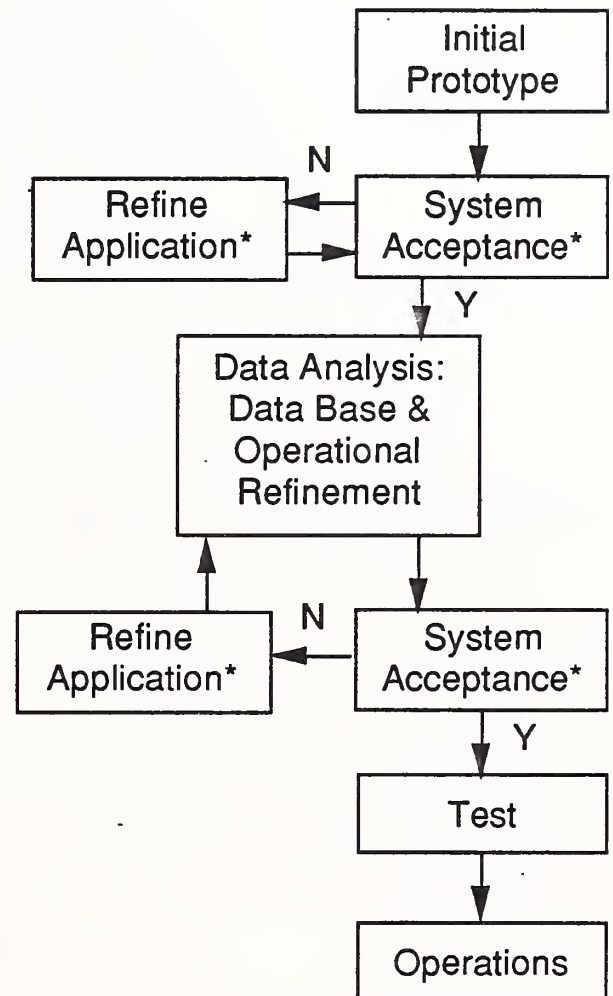 Initial
Prototype
N
Refine
Application*
System
Acceptance*
Y
Data Analysis:
Data Base &
Operational
Refinement
N
Refine
Application*
System
Acceptance*
Y
Test
Operations